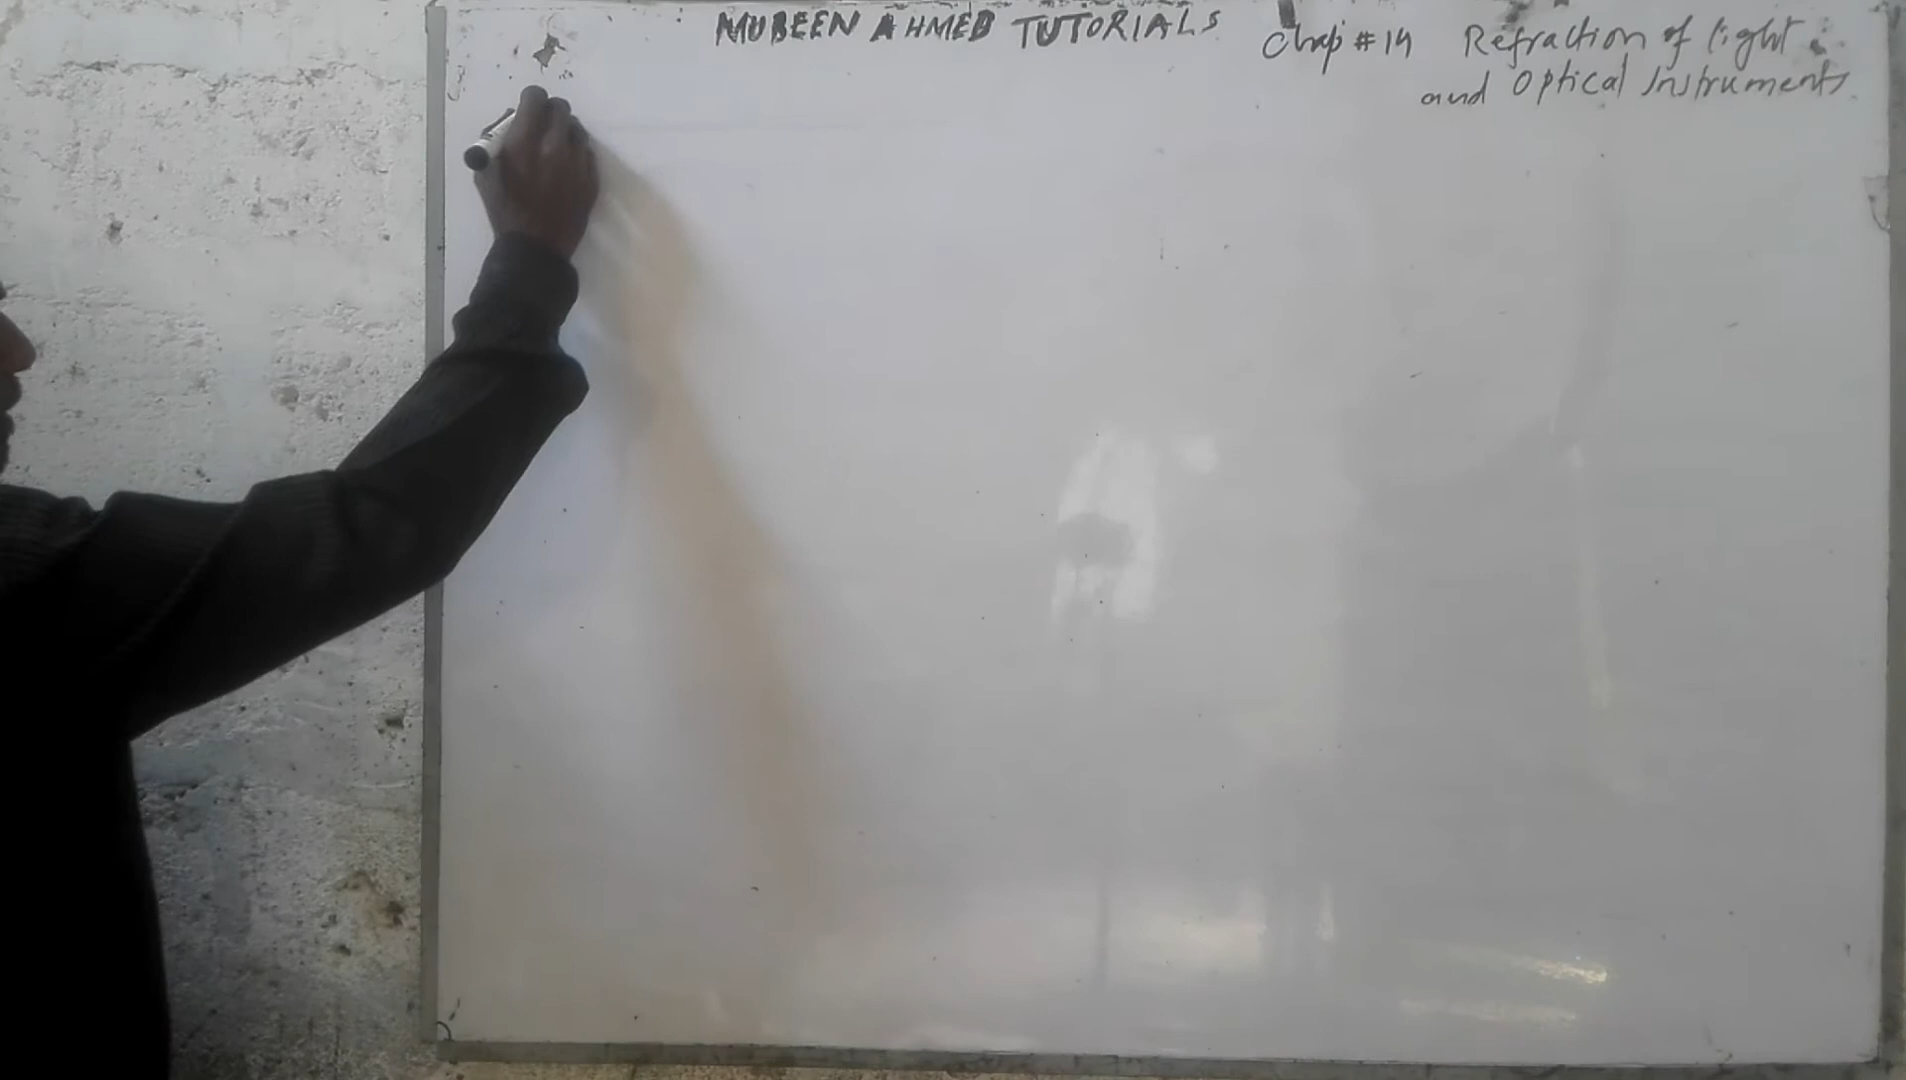 MUBEEN AHMED TUTORIALS
Chap # 14 Refraction of light
and Optical Instruments